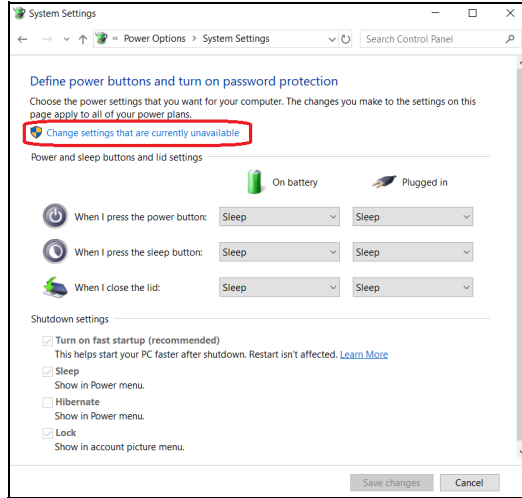 System Settings
« Power Options > System Settings
Search Control Panel
Define power buttons and turn on password protection
Choose the power settings that you want for your computer. The changes you make to the settings on this
page apply to all of your power plans.
Change settings that are currently unavailable
Power and sleep buttons and lid settings
On battery Plugged in
When I press the power button: Sleep Sleep
When I press the sleep button: Sleep Sleep
When I close the lid: Sleep Sleep
Shutdown settings
Turn on fast startup (recommended)
This helps start your PC faster after shutdown. Restart isn't affected. Learn More
Sleep
Show in Power menu.
Hibernate
Show in Power menu.
Lock
Show in account picture menu.
Save changes Cancel